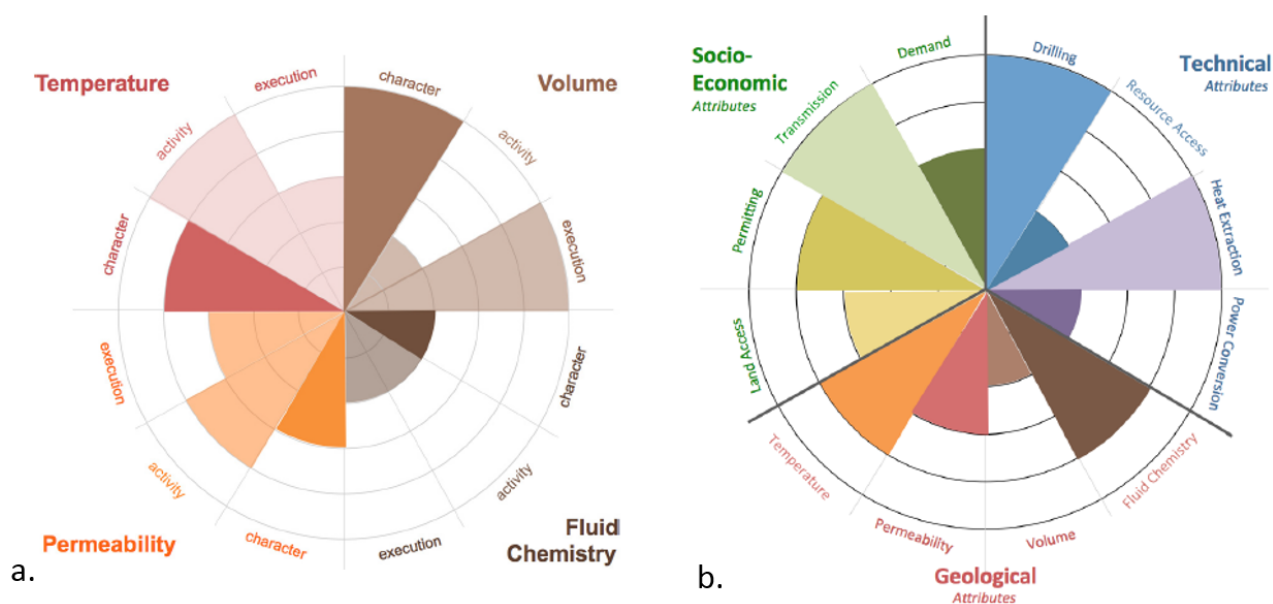 Temperature
execution
character
Volume
activity
activity
character
execution
execution
character
activity
activity
Permeability
character
execution
Fluid
Chemistry
a.
Socio-
Economic
Attributes
Demand
Drilling
Technical
Attributes
Transmission
Resource Access
Permitting
Heat Extraction
Land Access
Power Conversion
Temperature
Fluid Chemistry
Permeability
Volume
Geological
Attributes
b.